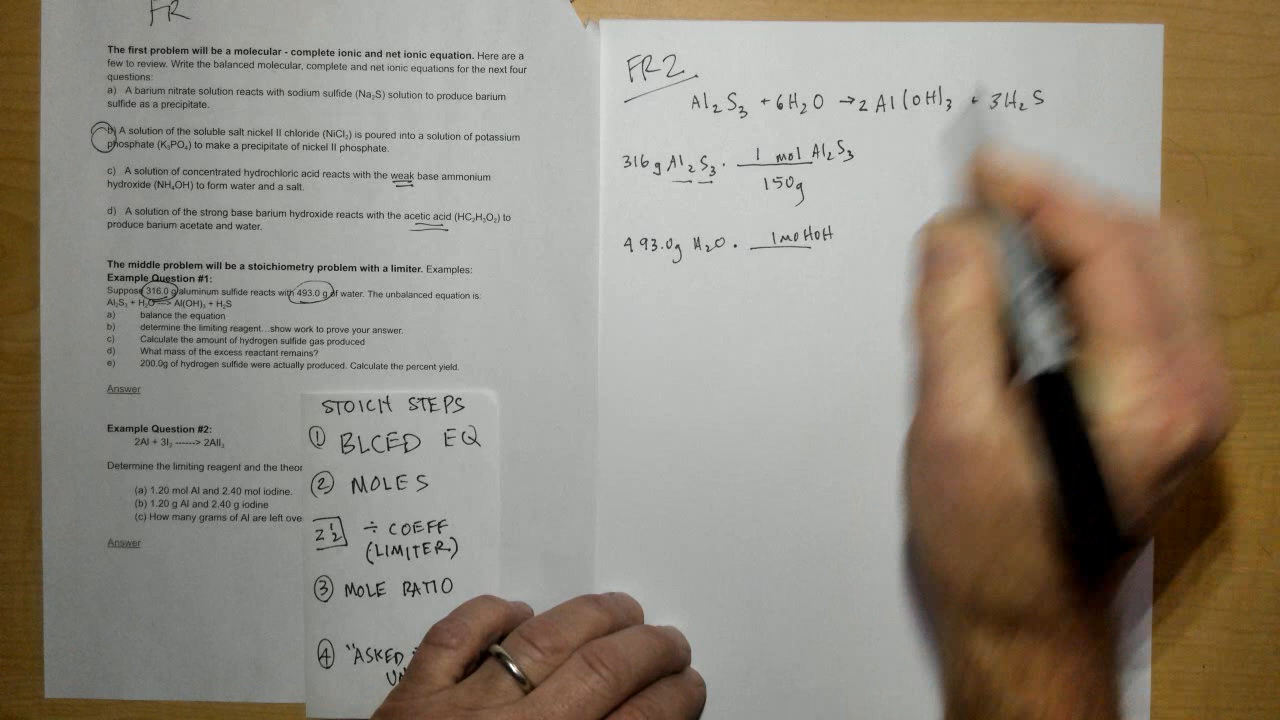 FR
The first problem will be a molecular - complete ionic and net ionic equation. Here are a
few to review. Write the balanced molecular, complete and net ionic equations for the next four
questions:
a) A barium nitrate solution reacts with sodium sulfide (Na₂S) solution to produce barium
sulfide as a precipitate.
b) A solution of the soluble salt nickel II chloride (NiCl₂) is poured into a solution of potassium
phosphate (K₃PO₄) to make a precipitate of nickel II phosphate.
c) A solution of concentrated hydrochloric acid reacts with the weak base ammonium
hydroxide (NH₄OH) to form water and a salt.
d) A solution of the strong base barium hydroxide reacts with the acetic acid (HC₂H₃O₂) to
produce barium acetate and water.
The middle problem will be a stoichiometry problem with a limiter. Examples:
Example Question #1:
Suppose 316.0 g aluminum sulfide reacts with 493.0 g of water. The unbalanced equation is:
Al₂S₃ + H₂O ---> Al(OH)₃ + H₂S
a) balance the equation
b) determine the limiting reagent...show work to prove your answer.
c) Calculate the amount of hydrogen sulfide gas produced
d) What mass of the excess reactant remains?
e) 200.0g of hydrogen sulfide were actually produced. Calculate the percent yield.
Answer
Example Question #2:
2Al + 3I₂ ------> 2AlI₃
Determine the limiting reagent and the
(a) 1.20 mol Al and 2.40 mol iodine.
(b) 1.20 g Al and 2.40 g iodine
(c) How many grams of Al are left
Answer
STOICH STEPS
① BLCED EQ
② MOLES
2½ ÷ COEFF
(LIMITER)
③ MOLE RATIO
④ "ASKED
FR2
Al₂S₃ + 6H₂O → 2Al(OH)₃ + 3H₂S
316g Al₂S₃ · 1 mol Al₂S₃
150g
493.0g H₂O · 1mol HOH